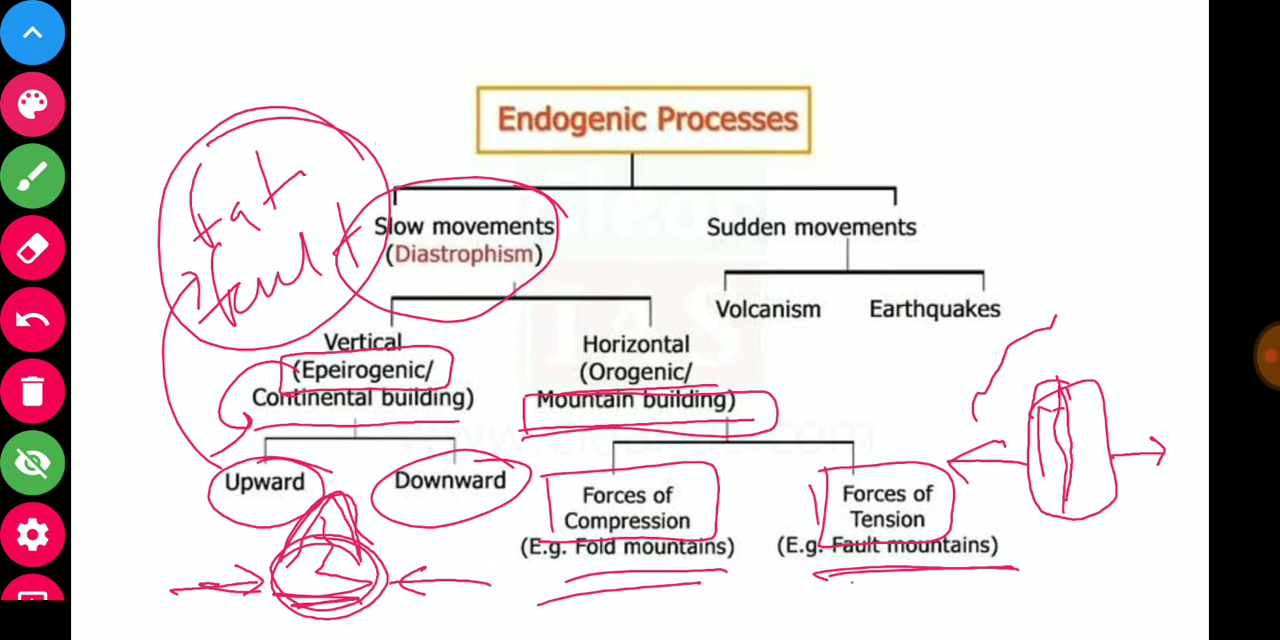 Endogenic Processes
Slow movements
(Diastrophism)
Sudden movements
Volcanism
Earthquakes
Vertical
(Epeirogenic/
Continental building)
Horizontal
(Orogenic/
Mountain building)
Upward
Downward
Forces of
Compression
(E.g. Fold mountains)
Forces of
Tension
(E.g. Fault mountains)